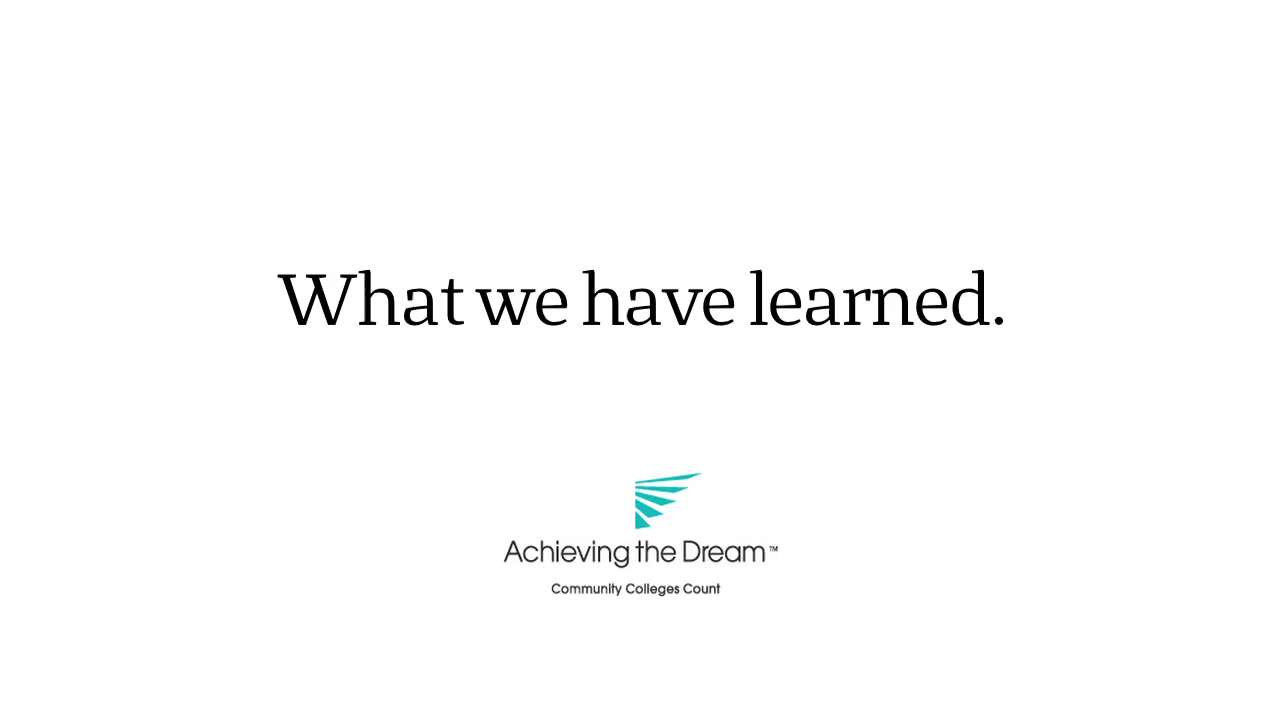 What we have learned.
Achieving the Dream™
Community Colleges Count